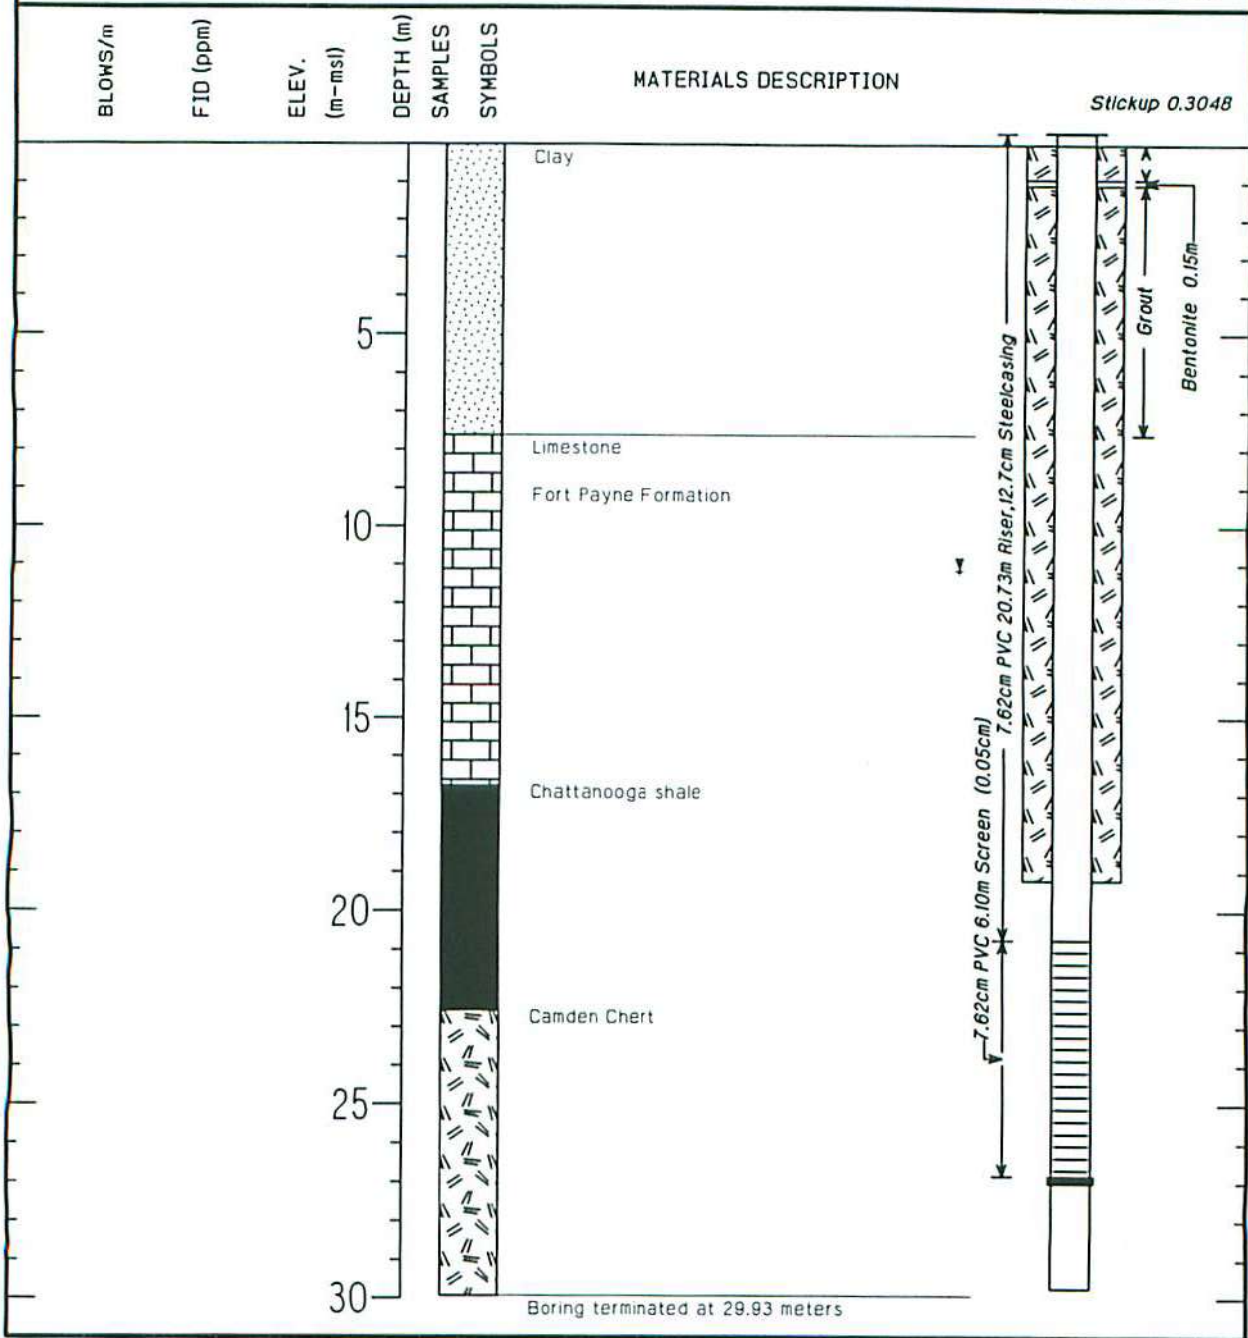 BLOWS/m
FID (ppm)
ELEV.
(m-msl)
DEPTH (m)
SAMPLES
SYMBOLS
MATERIALS DESCRIPTION
Stickup 0.3048
Clay
5
Limestone
Fort Payne Formation
10
15
Chattanooga shale
20
Camden Chert
25
30
Boring terminated at 29.93 meters
7.62cm PVC 20.73m Riser,12.7cm Steelcasing
7.62cm PVC 6.10m Screen (0.05cm)
Grout
Bentonite 0.15m